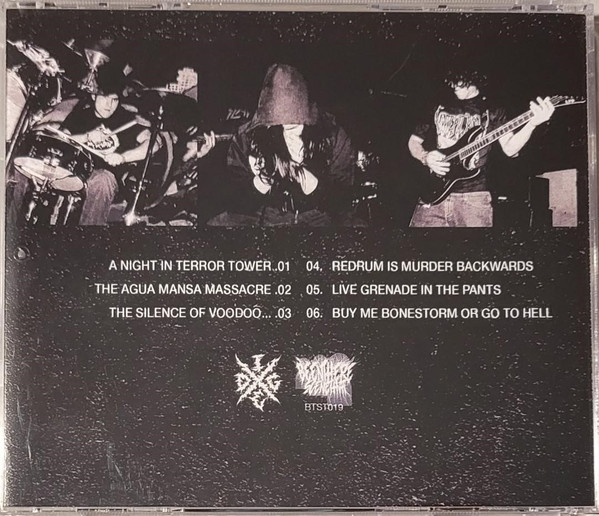 A NIGHT IN TERROR TOWER..01
THE AGUA MANSA MASSACRE .02
THE SILENCE OF VOODOO... .03
04. REDRUM IS MURDER BACKWARDS
05. LIVE GRENADE IN THE PANTS
06. BUY ME BONESTORM OR GO TO HELL
BTST019